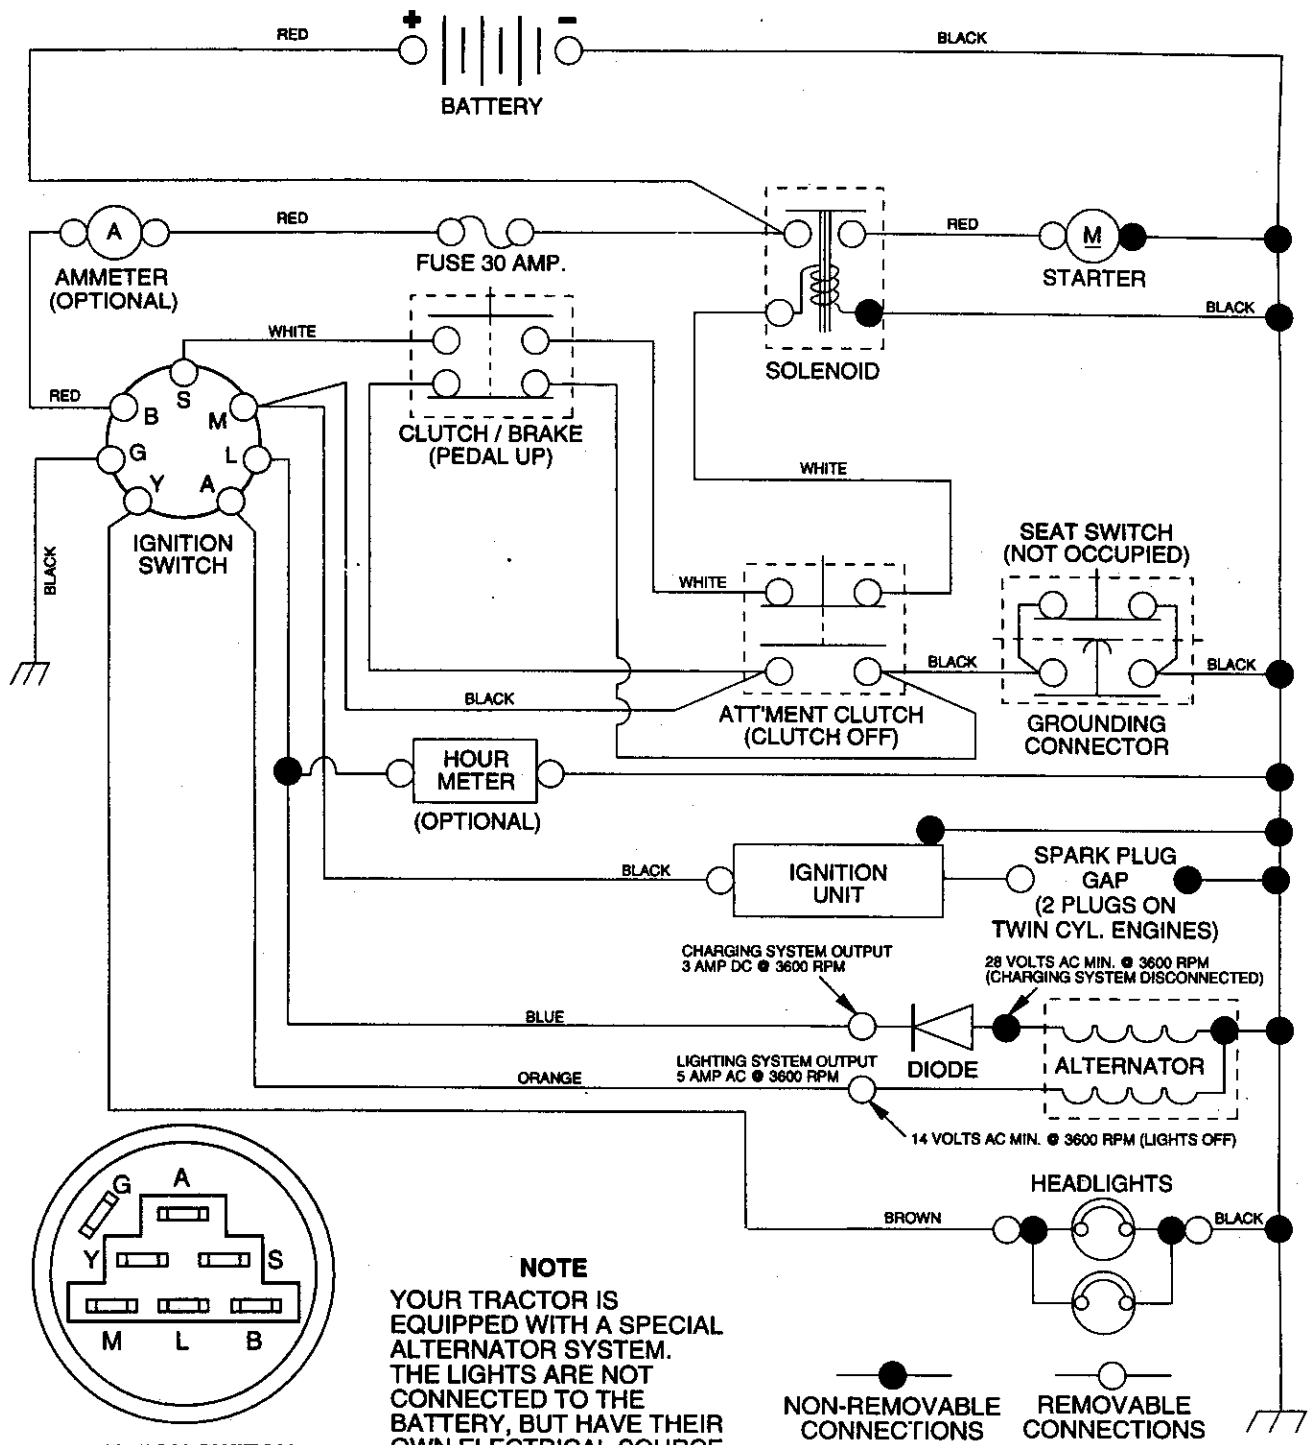 +
-
RED
BLACK
BATTERY
A
RED
FUSE 30 AMP.
AMMETER
(OPTIONAL)
RED
M
STARTER
BLACK
SOLENOID
WHITE
RED
S
B
M
G
L
Y
A
CLUTCH / BRAKE
(PEDAL UP)
WHITE
IGNITION
SWITCH
BLACK
SEAT SWITCH
(NOT OCCUPIED)
WHITE
BLACK
BLACK
BLACK
ATT'MENT CLUTCH
(CLUTCH OFF)
GROUNDING
CONNECTOR
HOUR
METER
(OPTIONAL)
BLACK
IGNITION
UNIT
SPARK PLUG
GAP
(2 PLUGS ON
TWIN CYL. ENGINES)
CHARGING SYSTEM OUTPUT
3 AMP DC @ 3600 RPM
28 VOLTS AC MIN. @ 3600 RPM
(CHARGING SYSTEM DISCONNECTED)
BLUE
DIODE
ALTERNATOR
LIGHTING SYSTEM OUTPUT
5 AMP AC @ 3600 RPM
ORANGE
14 VOLTS AC MIN. @ 3600 RPM (LIGHTS OFF)
HEADLIGHTS
BROWN
BLACK
G
A
Y
S
M
L
B
NOTE
YOUR TRACTOR IS
EQUIPPED WITH A SPECIAL
ALTERNATOR SYSTEM.
THE LIGHTS ARE NOT
CONNECTED TO THE
BATTERY, BUT HAVE THEIR
OWN ELECTRICAL SOURCE
NON-REMOVABLE
CONNECTIONS
REMOVABLE
CONNECTIONS